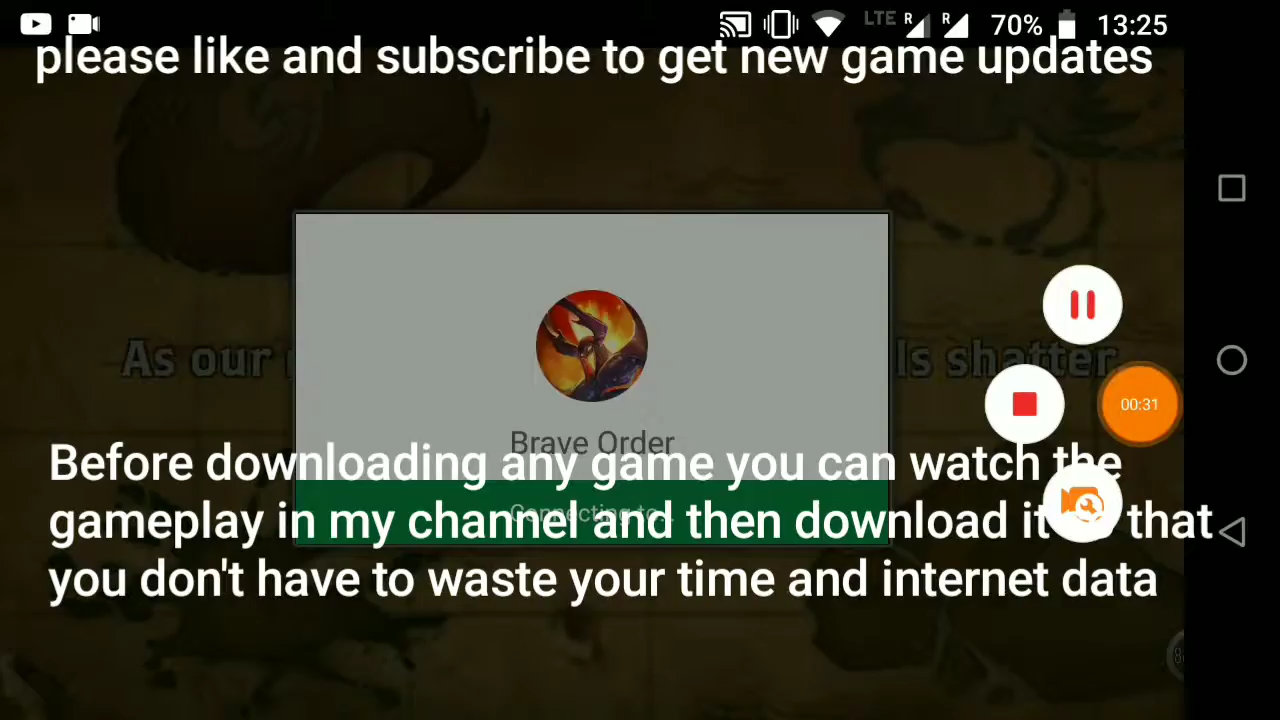 LTE R R 70% 13:25
please like and subscribe to get new game updates
As our
ls shatter
00:31
Brave Order
Before downloading any game you can watch the
gameplay in my channel and then download it that
you don't have to waste your time and internet data
Connecting to...